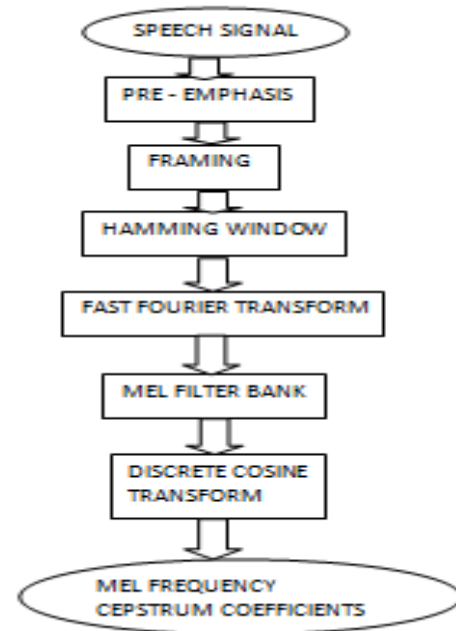 SPEECH SIGNAL
PRE - EMPHASIS
FRAMING
HAMMING WINDOW
FAST FOURIER TRANSFORM
MEL FILTER BANK
DISCRETE COSINE
TRANSFORM
MEL FREQUENCY
CEPSTRUM COEFFICIENTS